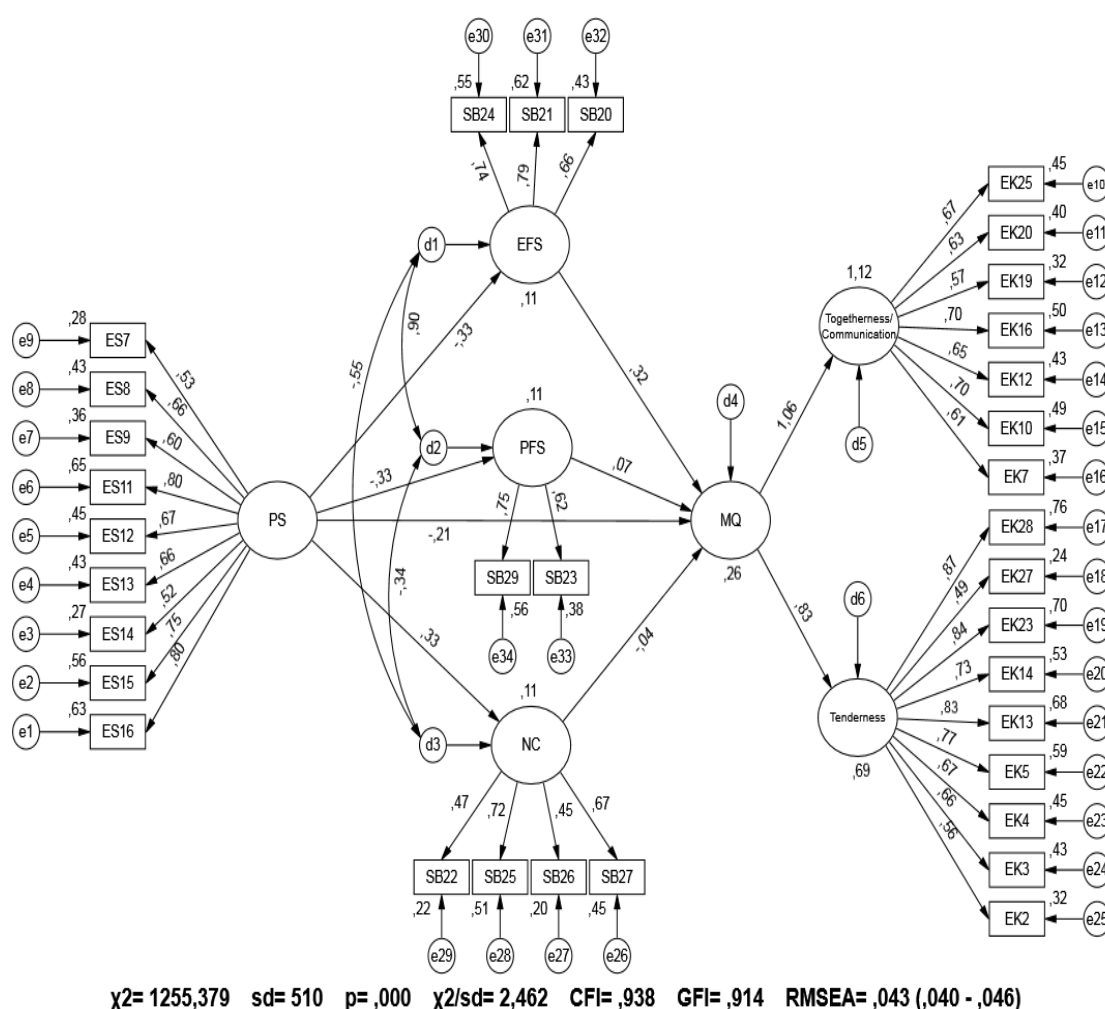 e30 e31 e32
,55 ,62 ,43
SB24 SB21 SB20
,74 ,79 ,66
d1 EFS
,11
-,33
,90
-,55
,32
e9 ,28 ES7 ,53
e8 ,43 ES8 ,66
e7 ,36 ES9 ,60
e6 ,65 ES11 ,80
e5 ,45 ES12 ,67
e4 ,43 ES13 ,66
e3 ,27 ES14 ,52
e2 ,56 ES15 ,75
e1 ,63 ES16 ,80
PS
,11
d2 PFS
-,33
,07
,75 ,62
-,21
SB29 SB23
,56 ,38
e34 e33
-,34
,33
-,04
,11
d3 NC
,47 ,72 ,45 ,67
SB22 SB25 SB26 SB27
,22 ,51 ,20 ,45
e29 e28 e27 e26
d4
MQ
,26
1,06
,83
1,12
Togetherness/
Communication
d5
,67 EK25 ,45 e10
,63 EK20 ,40 e11
,57 EK19 ,32 e12
,70 EK16 ,50 e13
,65 EK12 ,43 e14
,70 EK10 ,49 e15
,61 EK7 ,37 e16
d6
Tenderness
,69
,87 EK28 ,76 e17
,49 EK27 ,24 e18
,84 EK23 ,70 e19
,73 EK14 ,53 e20
,83 EK13 ,68 e21
,77 EK5 ,59 e22
,67 EK4 ,45 e23
,66 EK3 ,43 e24
,56 EK2 ,32 e25
χ2= 1255,379 sd= 510 p= ,000 χ2/sd= 2,462 CFI= ,938 GFI= ,914 RMSEA= ,043 (,040 - ,046)